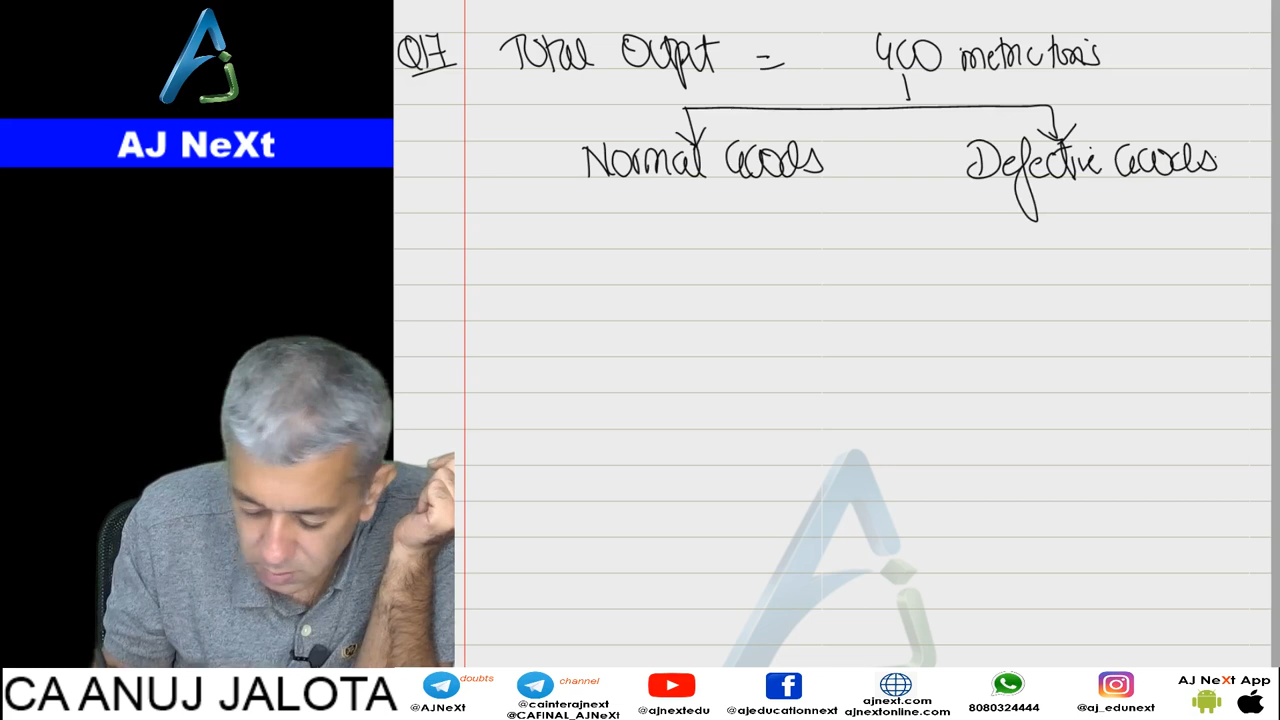 AJ NeXt
Q17 Total Output = 400 metric tons
Normal Goods Defective Goods
CA ANUJ JALOTA
doubts
@AJNeXt
channel
@cainterajnext
@CAFINAL_AJNeXt
@ajnextedu
@ajeducationnext
ajnext.com
ajnextonline.com
8080324444
@aj_edunext
AJ NeXt App